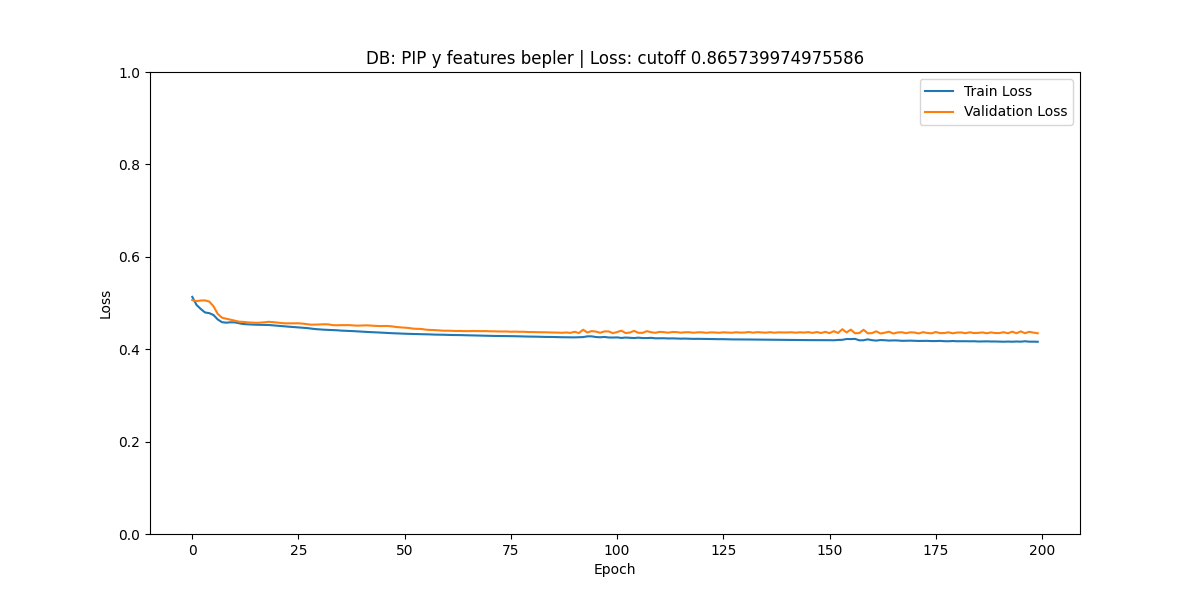 DB: PIP y features bepler | Loss: cutoff 0.865739974975586
Train Loss
Validation Loss
1.0
0.8
0.6
0.4
0.2
0.0
Loss
0 25 50 75 100 125 150 175 200
Epoch